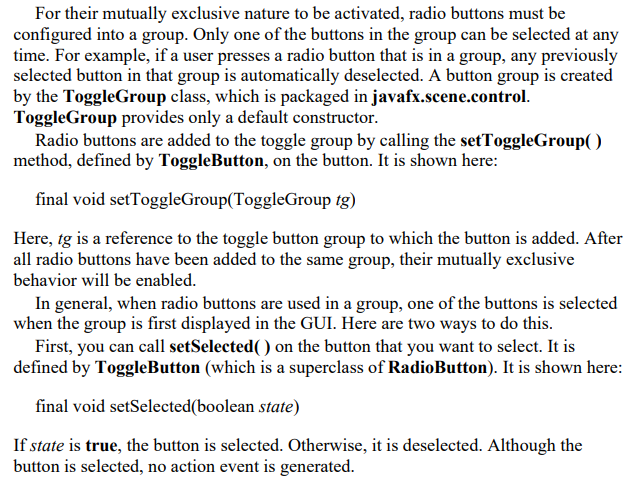 For their mutually exclusive nature to be activated, radio buttons must be
configured into a group. Only one of the buttons in the group can be selected at any
time. For example, if a user presses a radio button that is in a group, any previously
selected button in that group is automatically deselected. A button group is created
by the ToggleGroup class, which is packaged in javafx.scene.control.
ToggleGroup provides only a default constructor.
Radio buttons are added to the toggle group by calling the setToggleGroup( )
method, defined by ToggleButton, on the button. It is shown here:
final void setToggleGroup(ToggleGroup tg)
Here, tg is a reference to the toggle button group to which the button is added. After
all radio buttons have been added to the same group, their mutually exclusive
behavior will be enabled.
In general, when radio buttons are used in a group, one of the buttons is selected
when the group is first displayed in the GUI. Here are two ways to do this.
First, you can call setSelected( ) on the button that you want to select. It is
defined by ToggleButton (which is a superclass of RadioButton). It is shown here:
final void setSelected(boolean state)
If state is true, the button is selected. Otherwise, it is deselected. Although the
button is selected, no action event is generated.